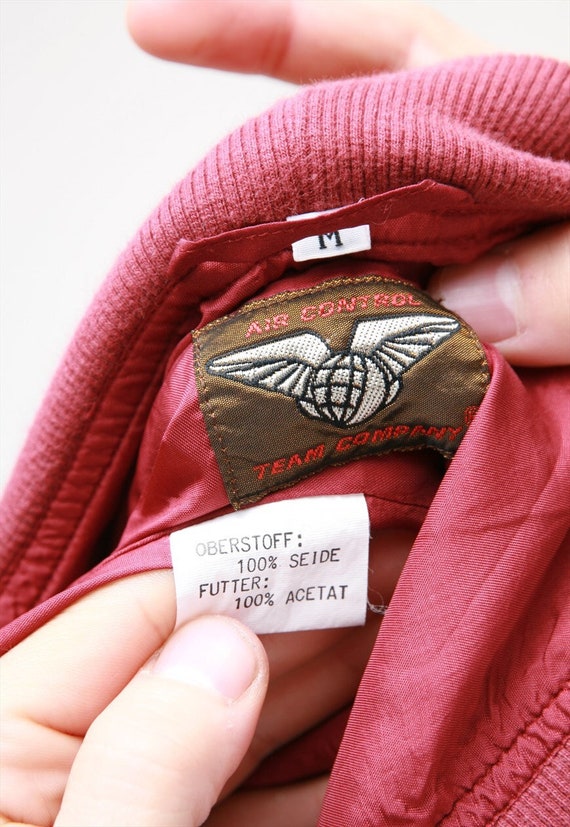 M
AIR CONTROL
TEAM COMPANY
OBERSTOFF:
100% SEIDE
FUTTER:
100% ACETAT